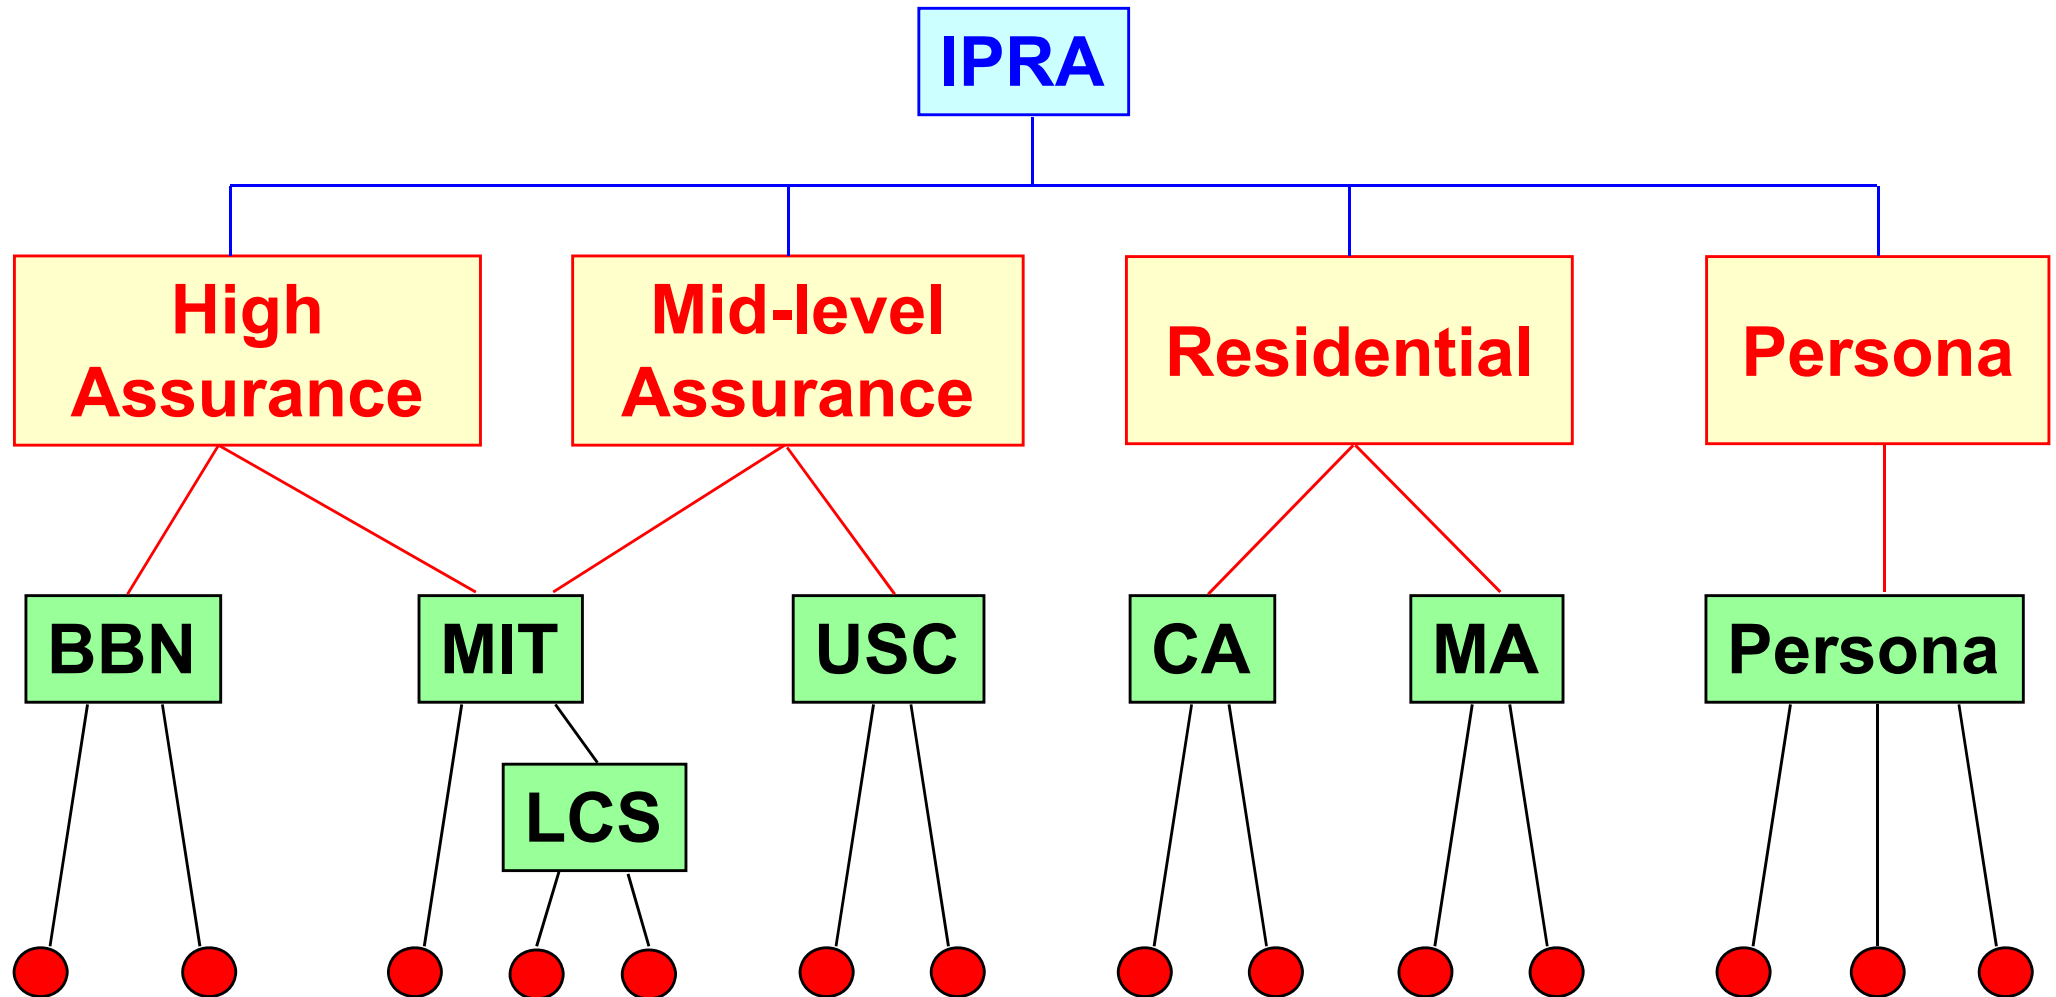 IPRA
High
Assurance
Mid-level
Assurance
Residential
Persona
BBN
MIT
USC
CA
MA
Persona
LCS